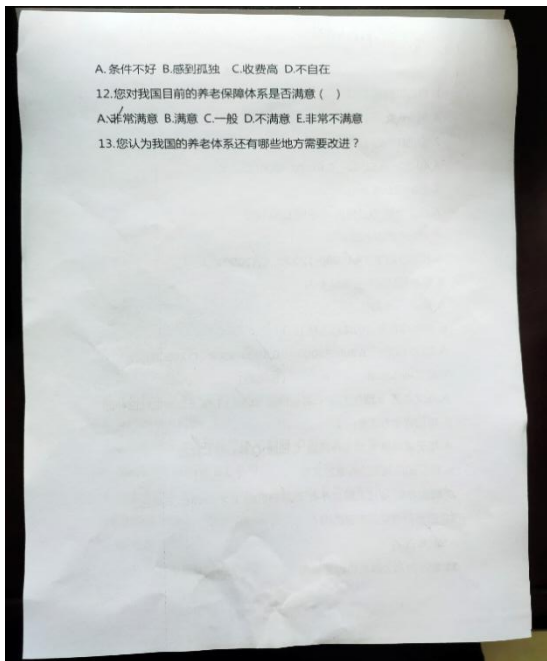 A.条件不好 B.感到孤独 C.收费高 D.不自在
12.您对我国目前的养老保障体系是否满意（ ）
A.非常满意 B.满意 C.一般 D.不满意 E.非常不满意
13.您认为我国的养老体系还有哪些地方需要改进？